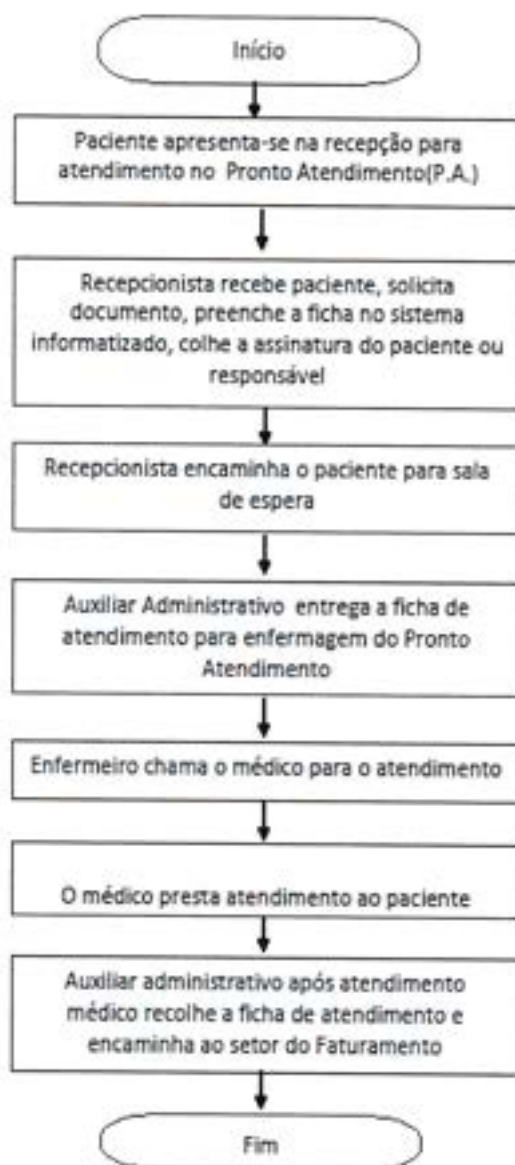 Início
Paciente apresenta-se na recepção para
atendimento no Pronto Atendimento(P.A.)
Recepcionista recebe paciente, solicita
documento, preenche a ficha no sistema
informatizado, colhe a assinatura do paciente ou
responsável
Recepcionista encaminha o paciente para sala
de espera
Auxiliar Administrativo entrega a ficha de
atendimento para enfermagem do Pronto
Atendimento
Enfermeiro chama o médico para o atendimento
O médico presta atendimento ao paciente
Auxiliar administrativo após atendimento
médico recolhe a ficha de atendimento e
encaminha ao setor do Faturamento
Fim